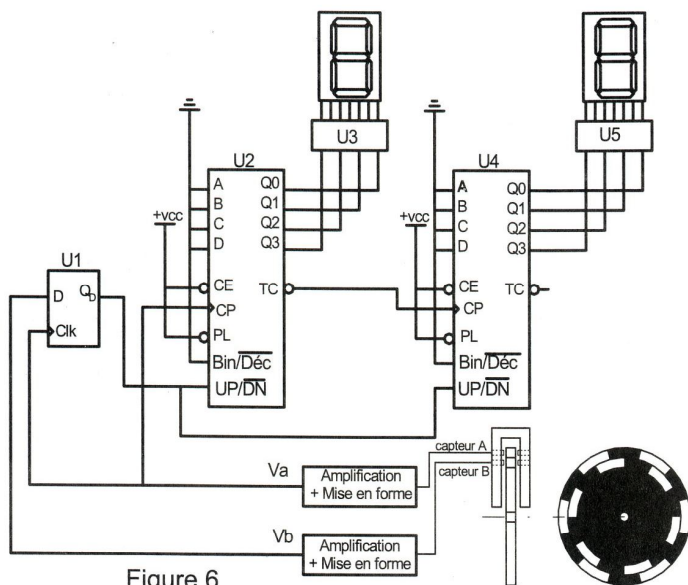 U3
U5
U2
U4
A
B
C
D
Q0
Q1
Q2
Q3
+vcc
CE
TC
CP
PL
Bin/Déc
UP/DN
A
B
C
D
Q0
Q1
Q2
Q3
+vcc
CE
TC
CP
PL
Bin/Déc
UP/DN
U1
D
QD
Clk
capteur A
capteur B
Va
Amplification
+ Mise en forme
Vb
Amplification
+ Mise en forme
Figure 6